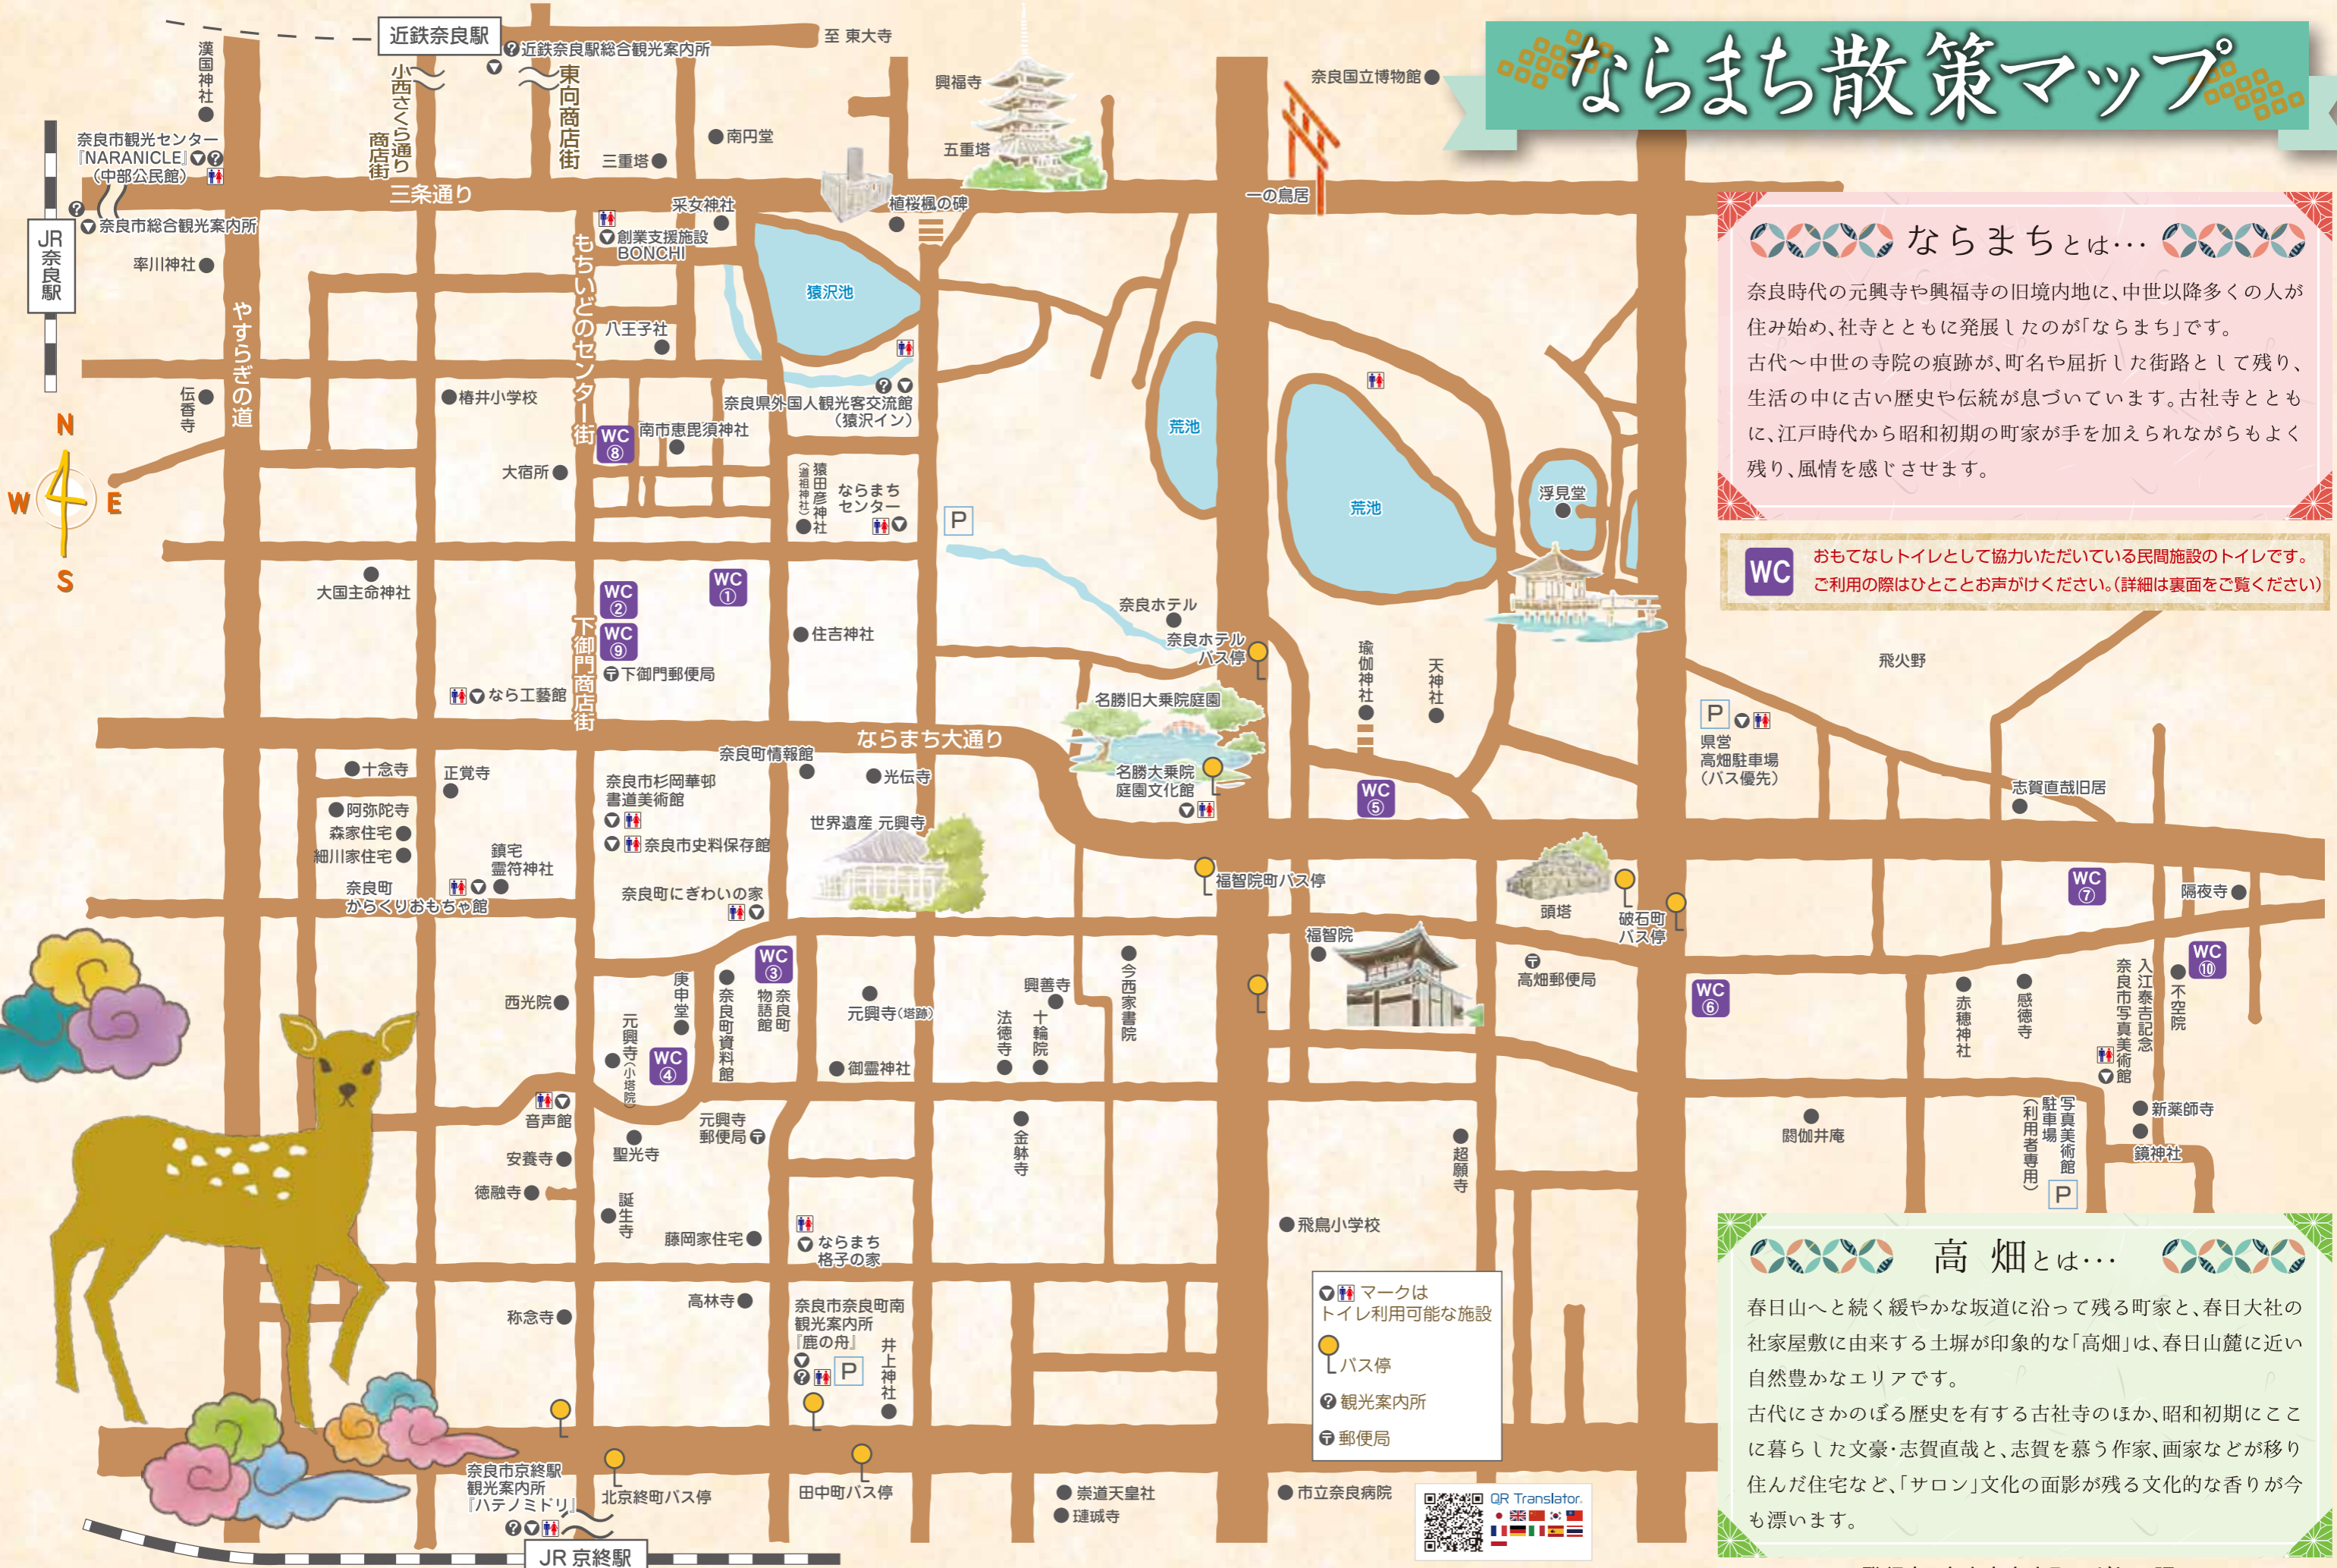 ならまち散策マップ
近鉄奈良駅
近鉄奈良駅総合観光案内所
至 東大寺
漢国神社
小西さくら通り
商店街
東向商店街
興福寺
五重塔
奈良国立博物館
南円堂
三重塔
奈良市観光センター
『NARANICLE』
(中部公民館)
三条通り
一の鳥居
采女神社
植桜楓の碑
奈良市総合観光案内所
JR奈良駅
率川神社
創業支援施設
BONCHI
もちいどのセンター街
猿沢池
やすらぎの道
八王子社
伝香寺
椿井小学校
奈良県外国人観光客交流館
(猿沢イン)
南市恵毘須神社
WC
⑧
大宿所
猿田彦神社
(道祖神社)
ならまち
センター
P
荒池
荒池
浮見堂
N
W
E
S
大国主命神社
WC
①
WC
②
WC
⑨
下御門郵便局
下御門商店街
住吉神社
なら工藝館
奈良ホテル
奈良ホテル
バス停
瑜伽神社
天神社
飛火野
名勝旧大乗院庭園
名勝大乗院
庭園文化館
ならまち大通り
P
県営
高畑駐車場
(バス優先)
志賀直哉旧居
奈良町情報館
光伝寺
十念寺
正覚寺
阿弥陀寺
森家住宅
細川家住宅
奈良市杉岡華邨
書道美術館
奈良市史料保存館
世界遺産 元興寺
WC
⑤
鎮宅
霊符神社
奈良町
からくりおもちゃ館
奈良町にぎわいの家
福智院町バス停
頭塔
破石町
バス停
WC
⑦
隔夜寺
福智院
高畑郵便局
WC
③
奈良町
物語館
庚申堂
奈良町資料館
西光院
元興寺(小塔院)
WC
④
元興寺(塔跡)
御霊神社
興善寺
法徳寺
十輪院
今西家書院
WC
⑥
赤穂神社
感徳寺
入江泰吉記念
奈良市写真美術館
不空院
WC
⑩
音声館
元興寺
郵便局
聖光寺
安養寺
徳融寺
誕生寺
金躰寺
超願寺
閼伽井庵
写真美術館
駐車場
(利用者専用)
P
新薬師寺
鏡神社
藤岡家住宅
ならまち
格子の家
飛鳥小学校
称念寺
高林寺
奈良市奈良町南
観光案内所
『鹿の舟』
P
井上神社
奈良市京終駅
観光案内所
『ハテノミドリ』
北京終町バス停
田中町バス停
崇道天皇社
璉珹寺
市立奈良病院
JR 京終駅
マークは
トイレ利用可能な施設
バス停
観光案内所
郵便局
QR Translator
ならまちとは…
奈良時代の元興寺や興福寺の旧境内地に、中世以降多くの人が
住み始め、社寺とともに発展したのが「ならまち」です。
古代～中世の寺院の痕跡が、町名や屈折した街路として残り、
生活の中に古い歴史や伝統が息づいています。古社寺ととも
に、江戸時代から昭和初期の町家が手を加えられながらもよく
残り、風情を感じさせます。
WC
おもてなしトイレとして協力いただいている民間施設のトイレです。
ご利用の際はひとことお声がけください。(詳細は裏面をご覧ください)
高畑とは…
春日山へと続く緩やかな坂道に沿って残る町家と、春日大社の
社家屋敷に由来する土塀が印象的な「高畑」は、春日山麓に近い
自然豊かなエリアです。
古代にさかのぼる歴史を有する古社寺のほか、昭和初期にここ
に暮らした文豪・志賀直哉と、志賀を慕う作家、画家などが移り
住んだ住宅など、「サロン」文化の面影が残る文化的な香りが今
も漂います。